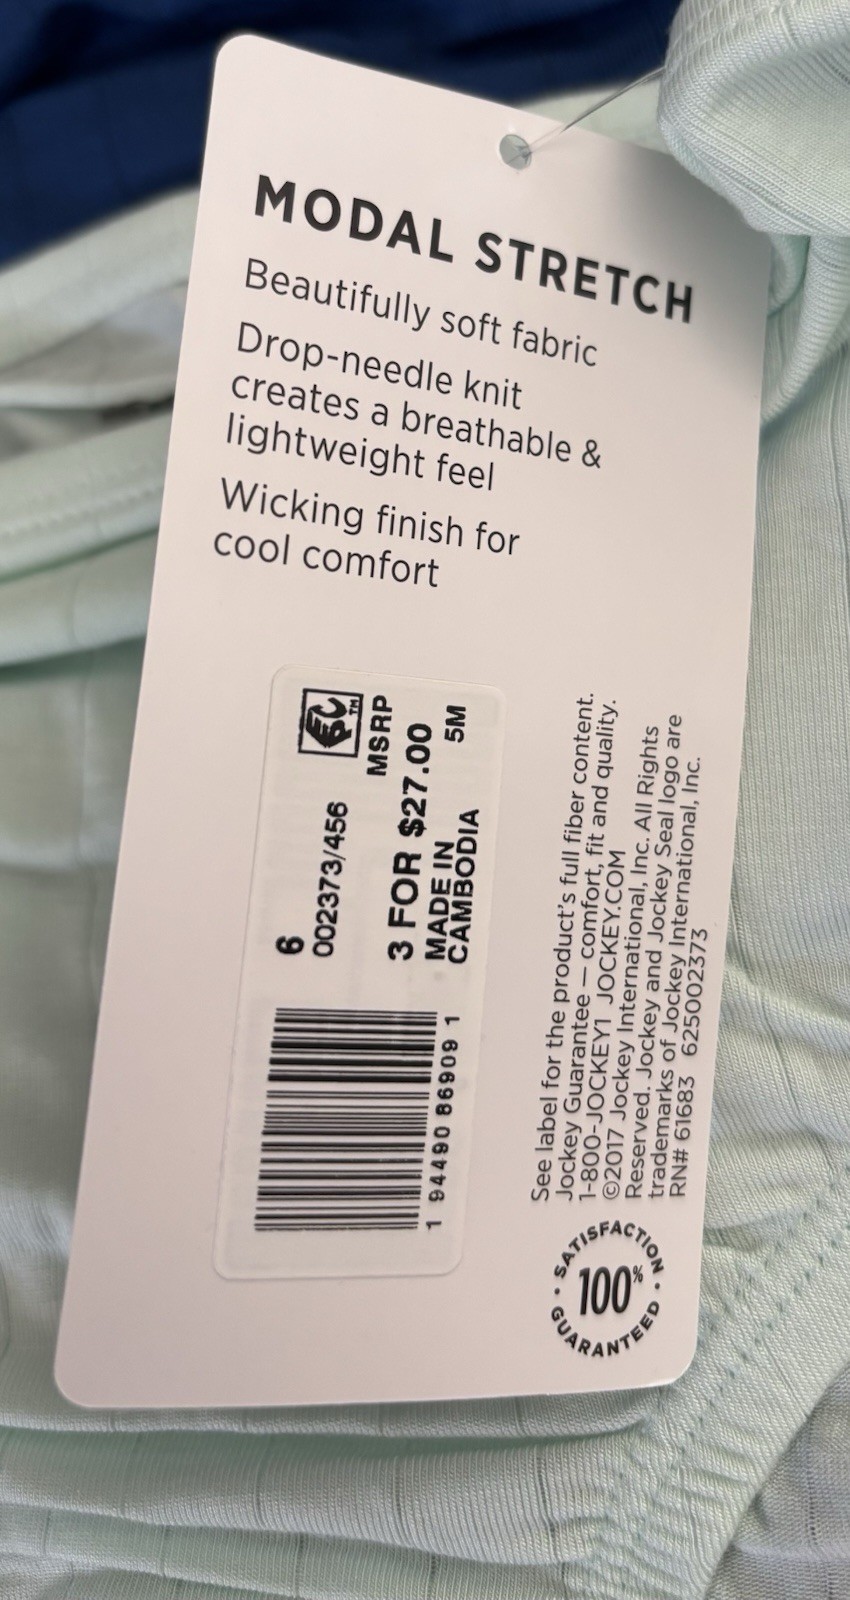 MODAL STRETCH
Beautifully soft fabric
Drop-needle knit
creates a breathable &
lightweight feel
Wicking finish for
cool comfort
6
002373/456
MSRP
3 FOR $27.00
MADE IN 5M
CAMBODIA
1 94490 86909 1
See label for the product's full fiber content.
Jockey Guarantee — comfort, fit and quality.
1-800-JOCKEY1 JOCKEY.COM
©2017 Jockey International, Inc. All Rights
Reserved. Jockey and Jockey Seal logo are
trademarks of Jockey International, Inc.
RN# 61683 625002373
· SATISFACTION ·
100%
GUARANTEED